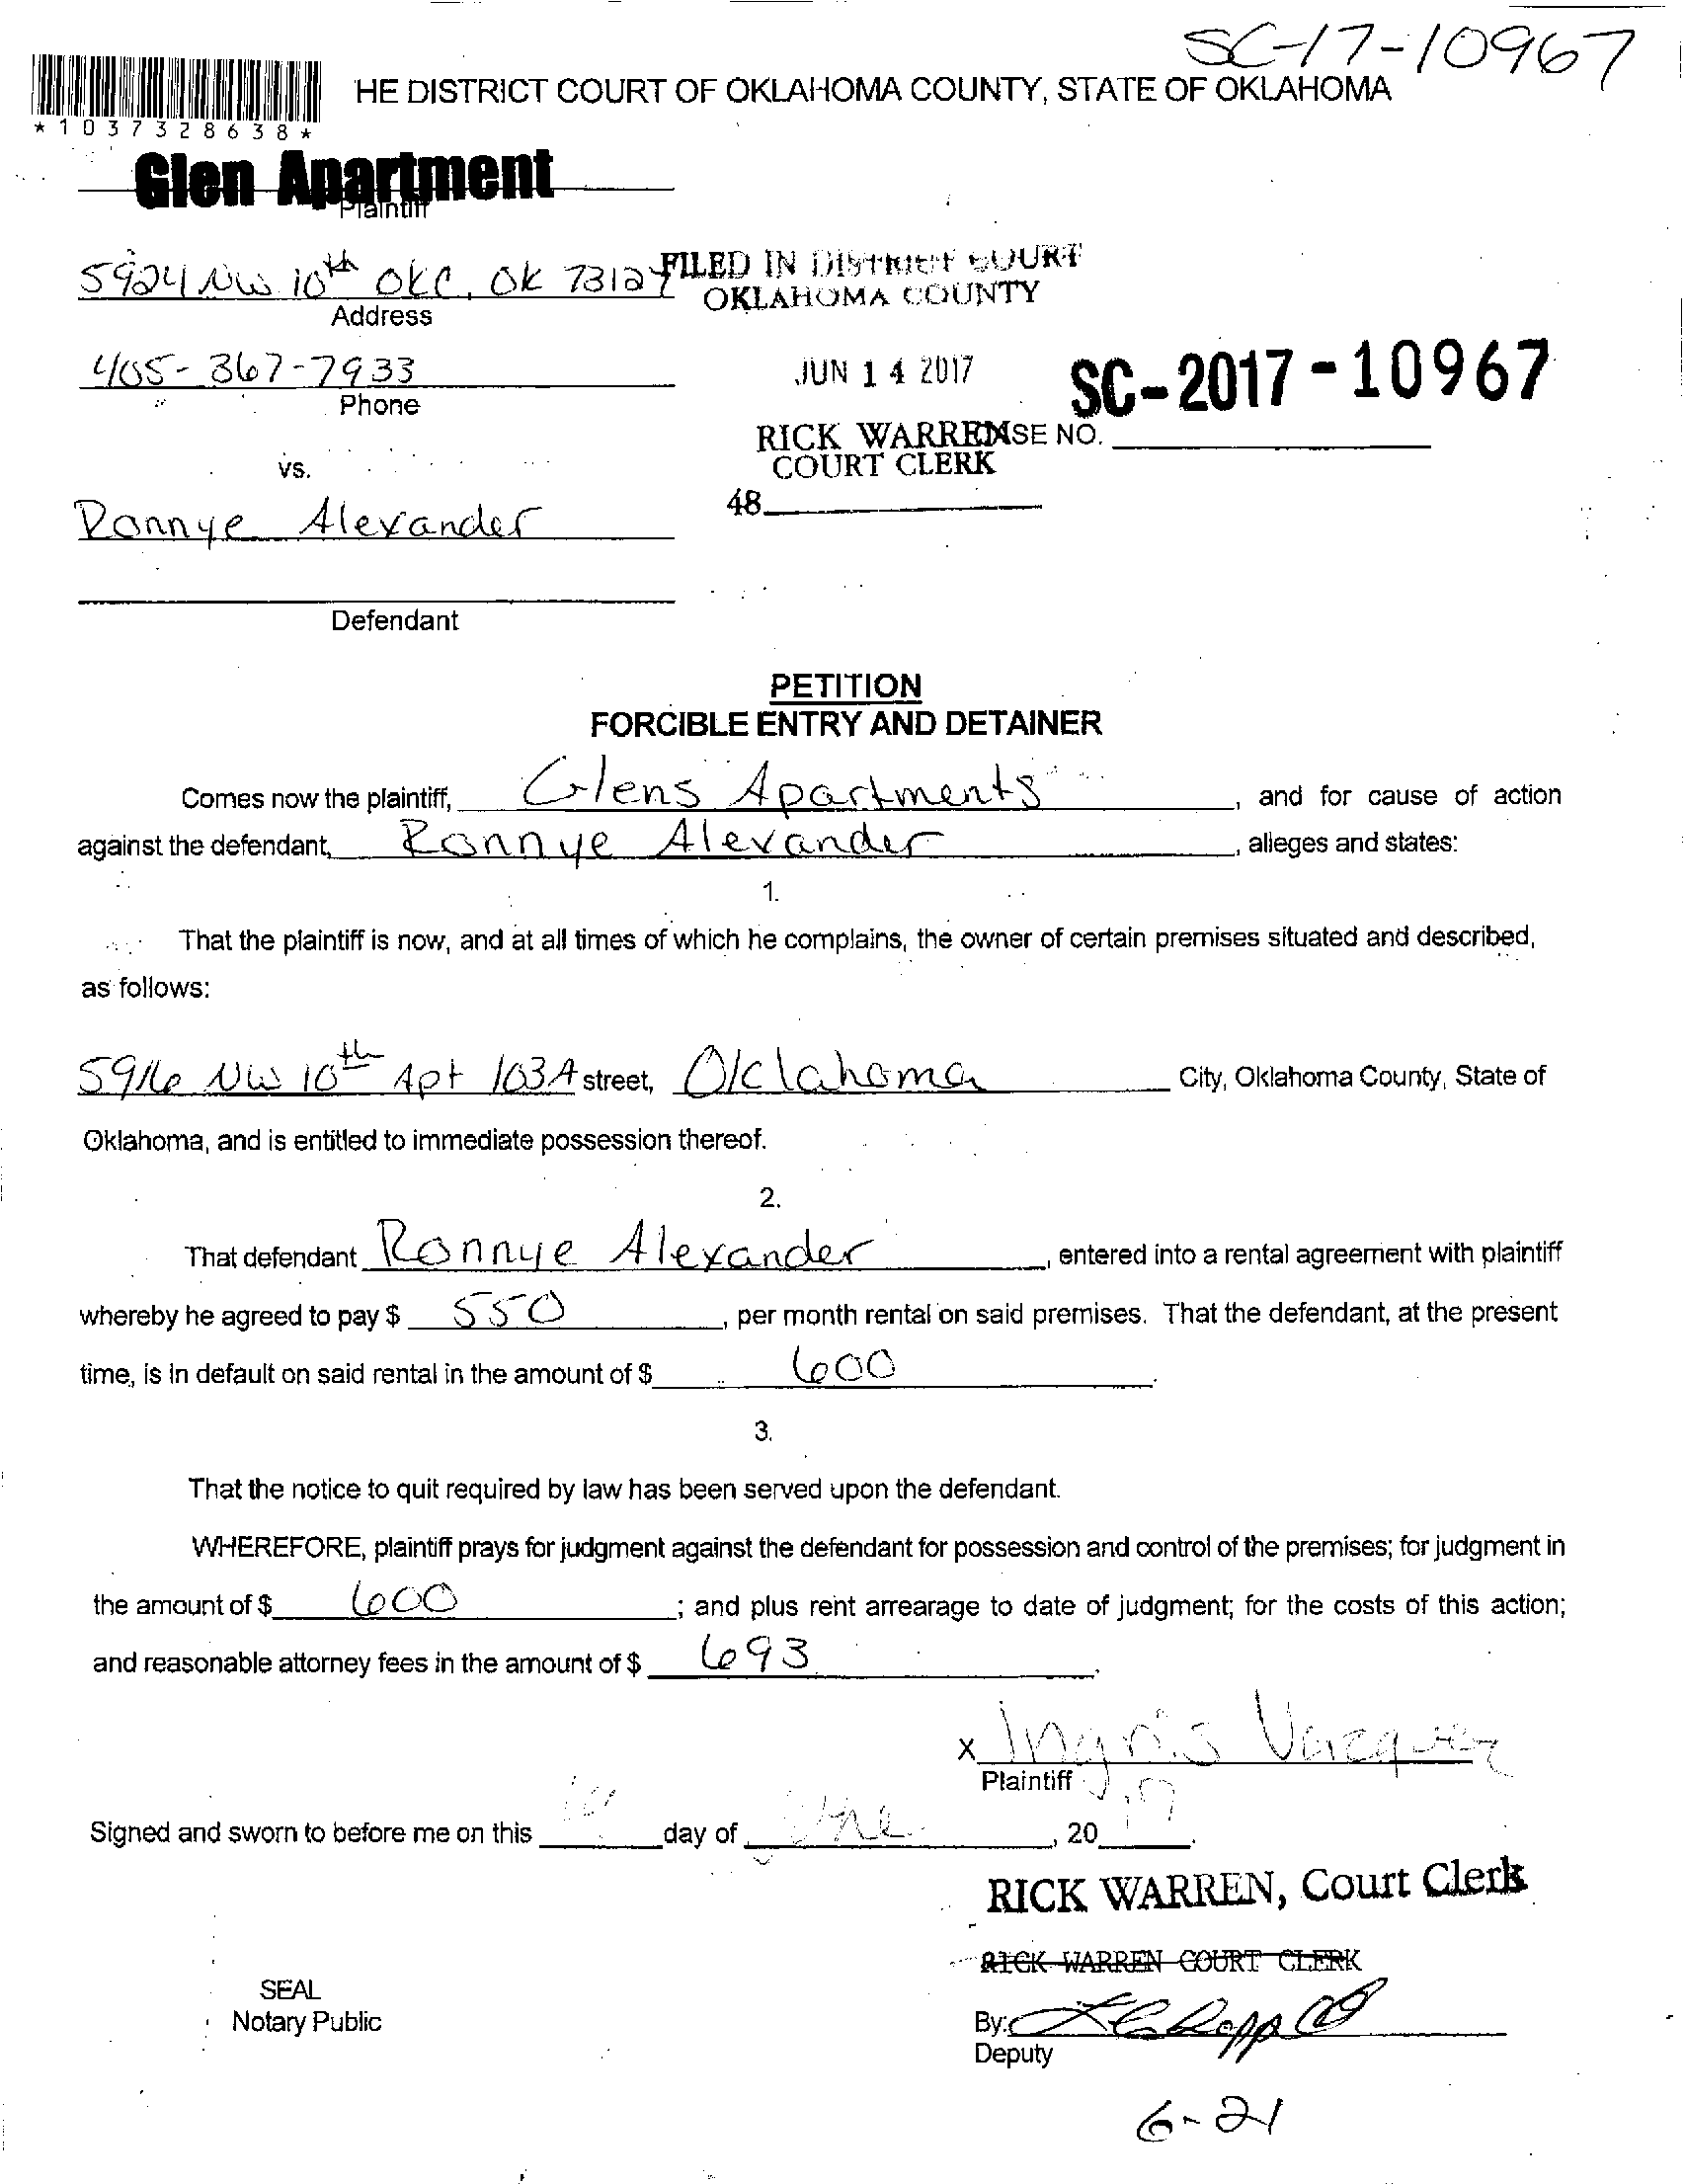 SC-17-10967
HE DISTRICT COURT OF OKLAHOMA COUNTY, STATE OF OKLAHOMA
*1037328638*
Glen Apartment
Plaintiff
5924 NW 10th OKC, OK 73127
FILED IN DISTRICT COURT
OKLAHOMA COUNTY
Address
405-367-7933
JUN 14 2017
SC-2017-10967
Phone
RICK WARREN
SE NO.
COURT CLERK
vs.
48
Ronnye Alexander
Defendant
PETITION
FORCIBLE ENTRY AND DETAINER
Comes now the plaintiff, Glens Apartments, and for cause of action
against the defendant, Ronnye Alexander, alleges and states:
1.
That the plaintiff is now, and at all times of which he complains, the owner of certain premises situated and described,
as follows:
5916 NW 10th Apt 103A street, Oklahoma City, Oklahoma County, State of
Oklahoma, and is entitled to immediate possession thereof.
2.
That defendant Ronnye Alexander, entered into a rental agreement with plaintiff
whereby he agreed to pay $ 550, per month rental on said premises. That the defendant, at the present
time, is in default on said rental in the amount of $ 600.
3.
That the notice to quit required by law has been served upon the defendant.
WHEREFORE, plaintiff prays for judgment against the defendant for possession and control of the premises; for judgment in
the amount of $ 600; and plus rent arrearage to date of judgment; for the costs of this action;
and reasonable attorney fees in the amount of $ 693.
x Ingris Vazquez
Plaintiff
Signed and sworn to before me on this day of June, 2017.
RICK WARREN, Court Clerk
RICK WARREN COURT CLERK
SEAL
Notary Public
By:
Deputy
6-21